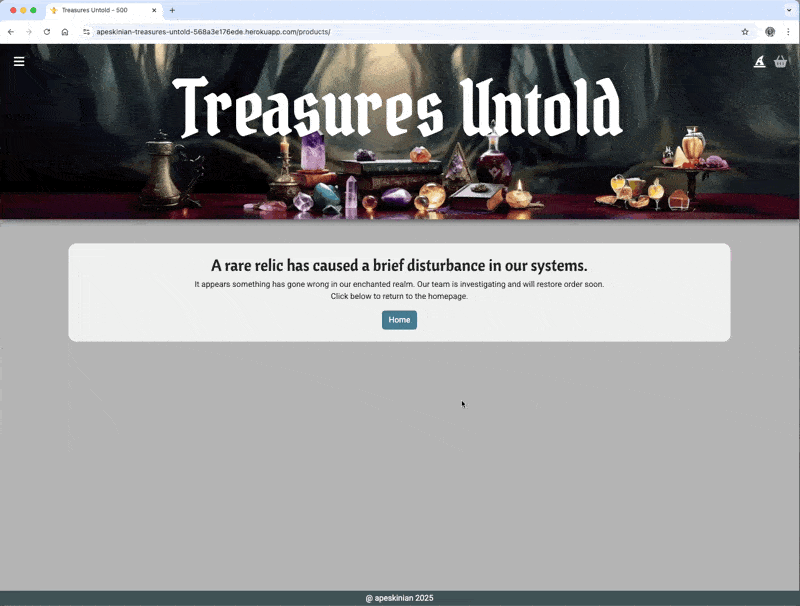 Treasures Untold - 500
apeskinian-treasures-untold-568a3e176ede.herokuapp.com/products/
Treasures Untold
A rare relic has caused a brief disturbance in our systems.
It appears something has gone wrong in our enchanted realm. Our team is investigating and will restore order soon.
Click below to return to the homepage.
Home
@ apeskinian 2025